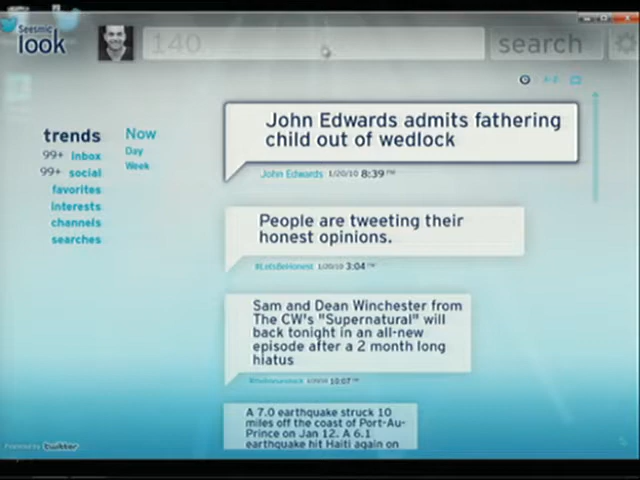 Seesmic
look
140
search
A-Z
trends
Now
Day
Week
99+ inbox
99+ social
favorites
interests
channels
searches
John Edwards admits fathering
child out of wedlock
John Edwards 1/20/10 8:39 PM
People are tweeting their
honest opinions.
#LetsBeHonest 1/20/10 3:04 PM
Sam and Dean Winchester from
The CW's "Supernatural" will
back tonight in an all-new
episode after a 2 month long
hiatus
10:07 PM
A 7.0 earthquake struck 10
miles off the coast of Port-Au-
Prince on Jan 12. A 6.1
earthquake hit Haiti again on
Powered by twitter